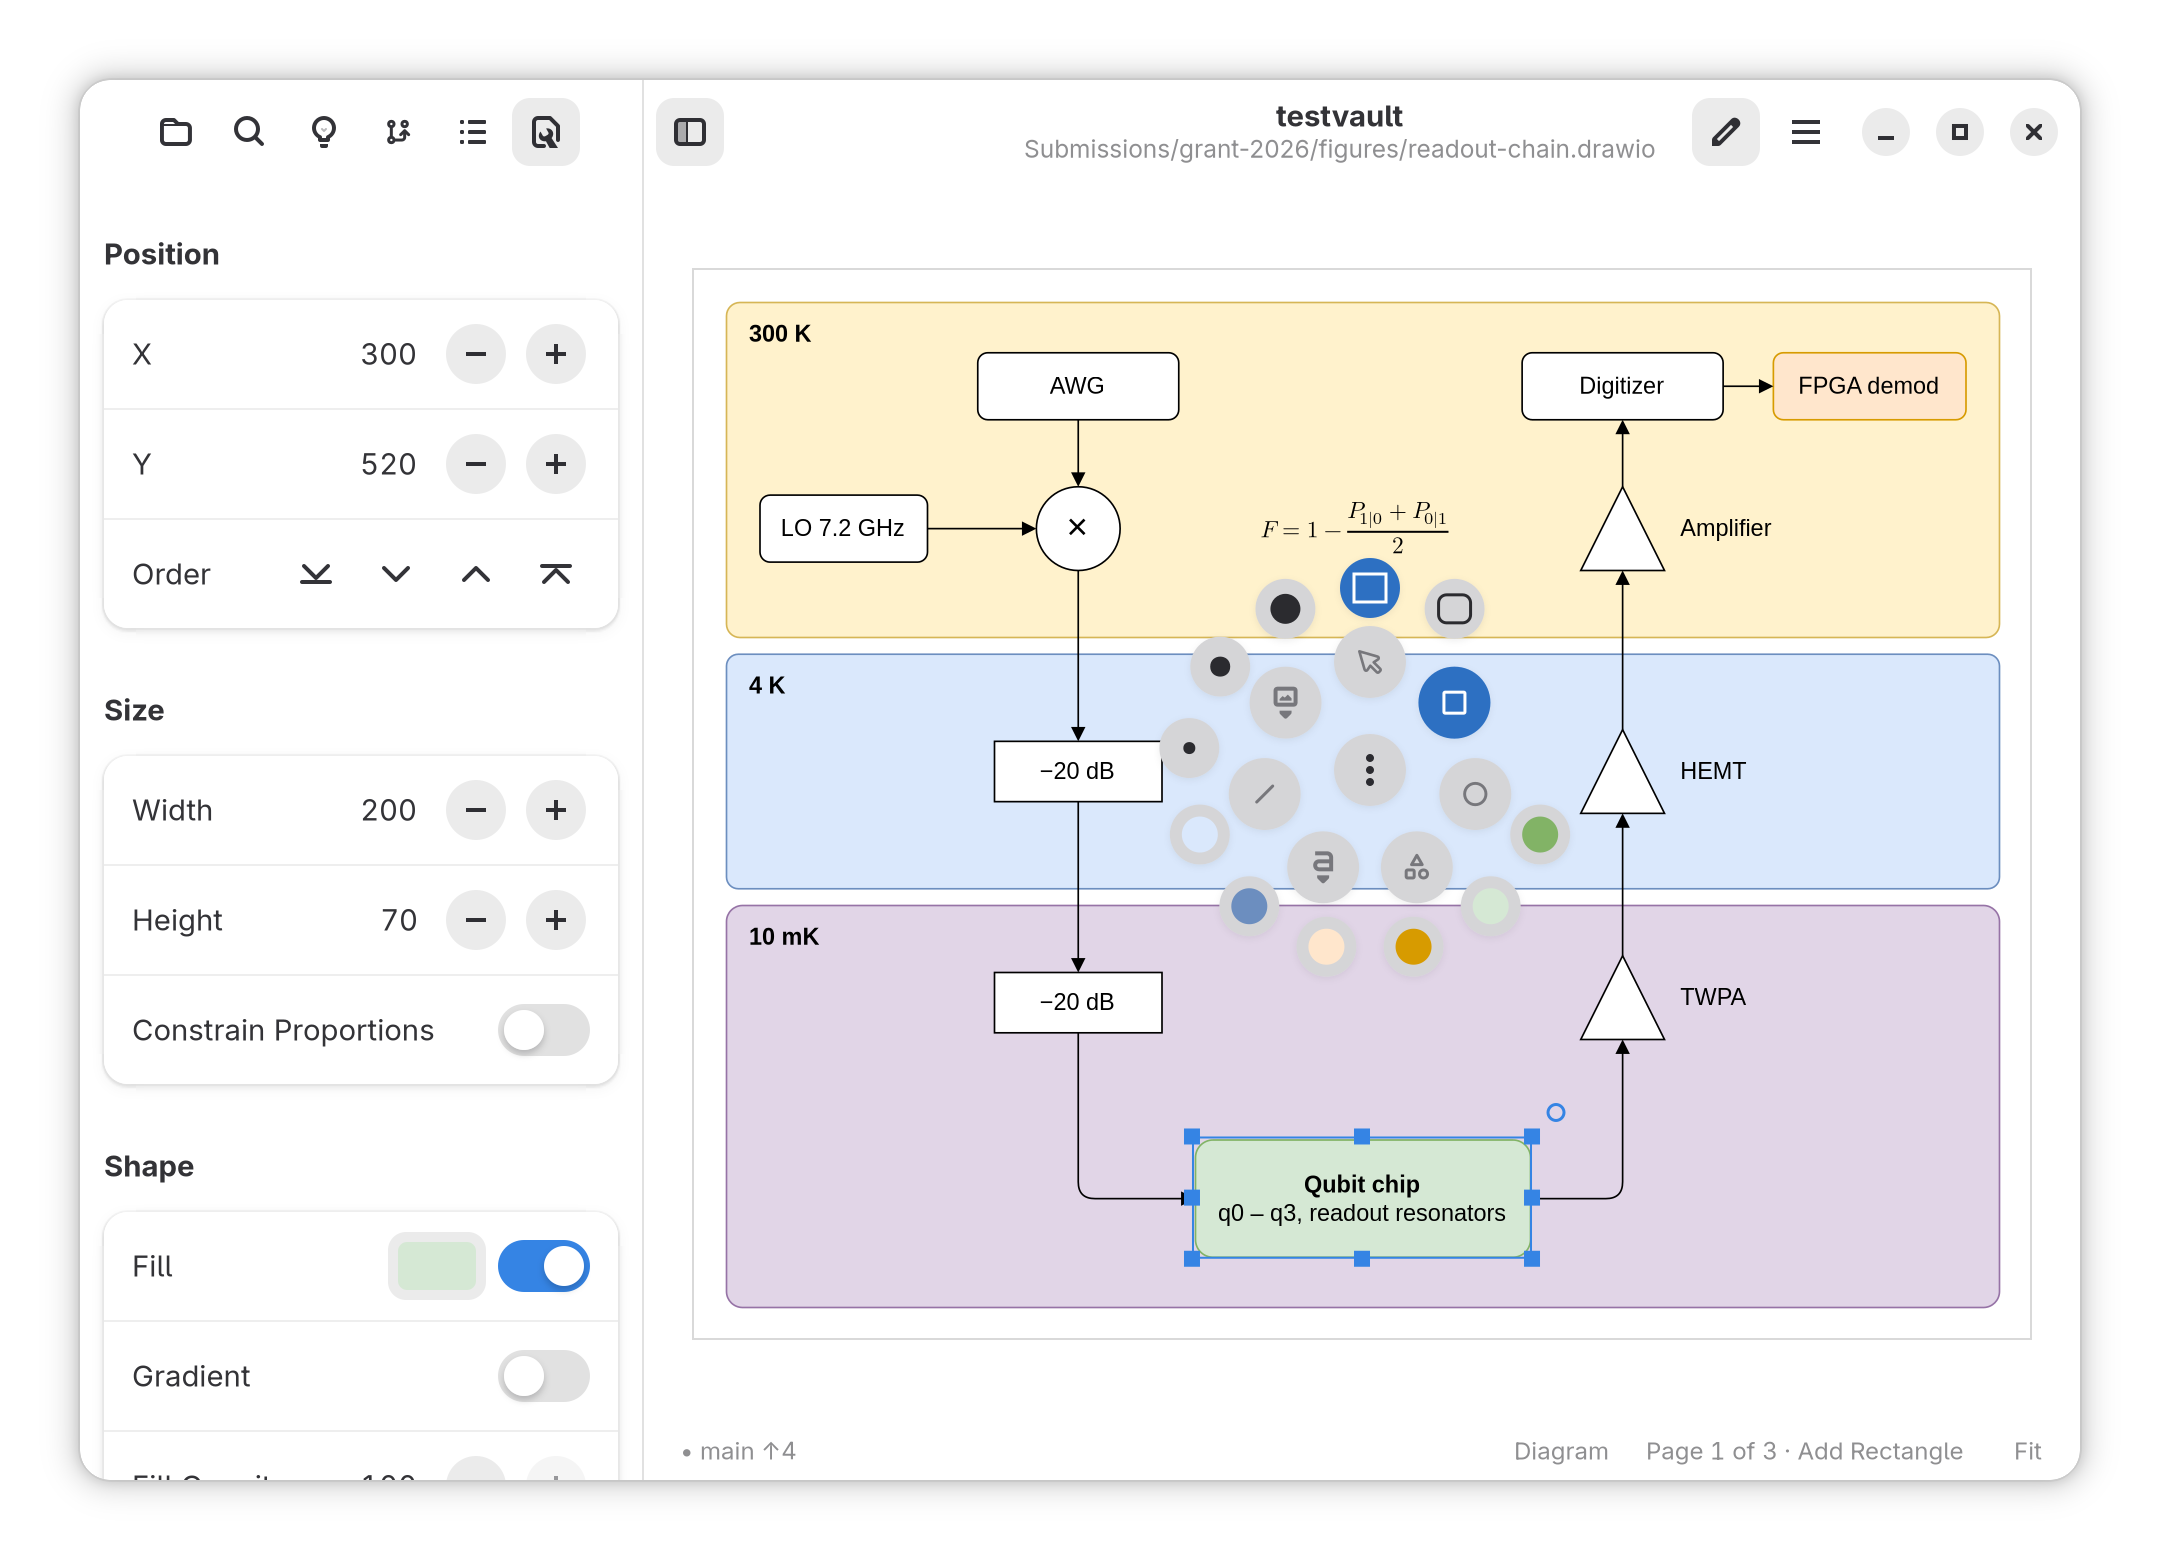 testvault
Submissions/grant-2026/figures/readout-chain.drawio
Position
X 300
Y 520
Order
Size
Width 200
Height 70
Constrain Proportions
Shape
Fill
Gradient
Fill Opacity 100
300 K
AWG
Digitizer
FPGA demod
LO 7.2 GHz
×
F = 1 − P1|0 + P0|1 / 2
Amplifier
4 K
−20 dB
HEMT
10 mK
−20 dB
TWPA
Qubit chip
q0 – q3, readout resonators
• main ↑4
Diagram
Page 1 of 3 · Add Rectangle
Fit